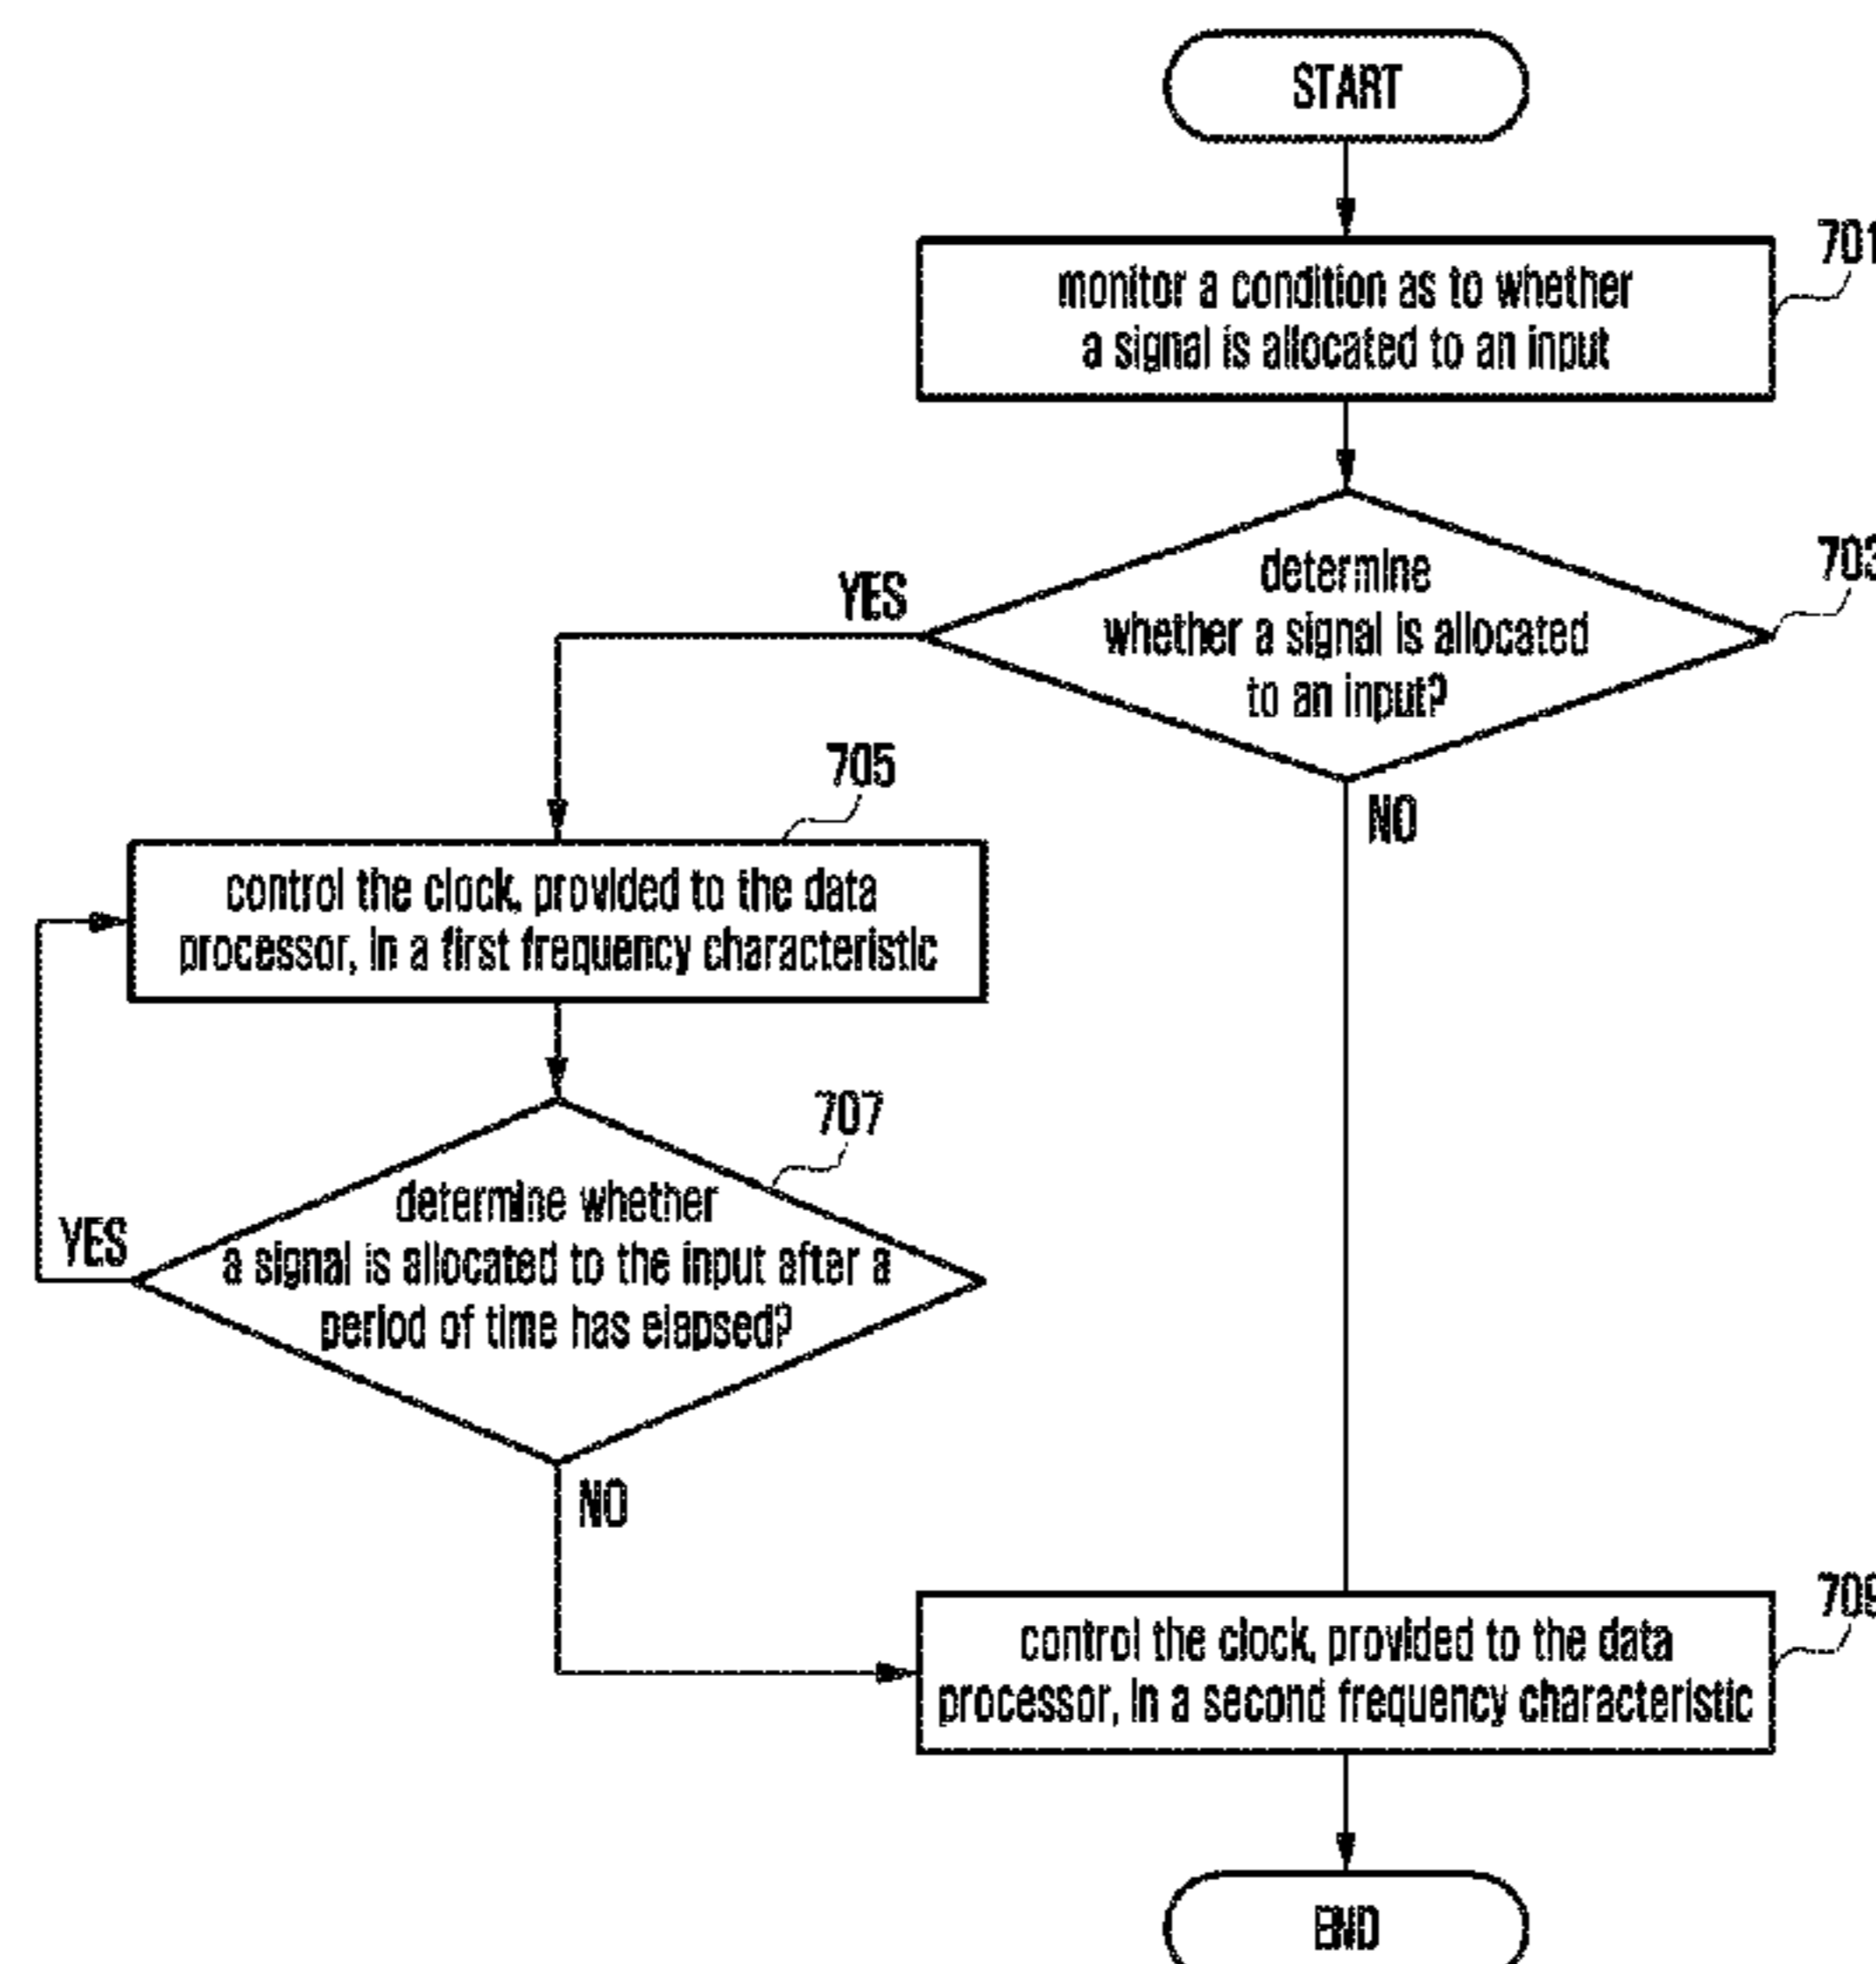 START
701
monitor a condition as to whether
a signal is allocated to an input
703
determine
whether a signal is allocated
to an input?
YES
NO
705
control the clock, provided to the data
processor, in a first frequency characteristic
707
determine whether
a signal is allocated to the input after a
period of time has elapsed?
YES
NO
709
control the clock, provided to the data
processor, in a second frequency characteristic
END